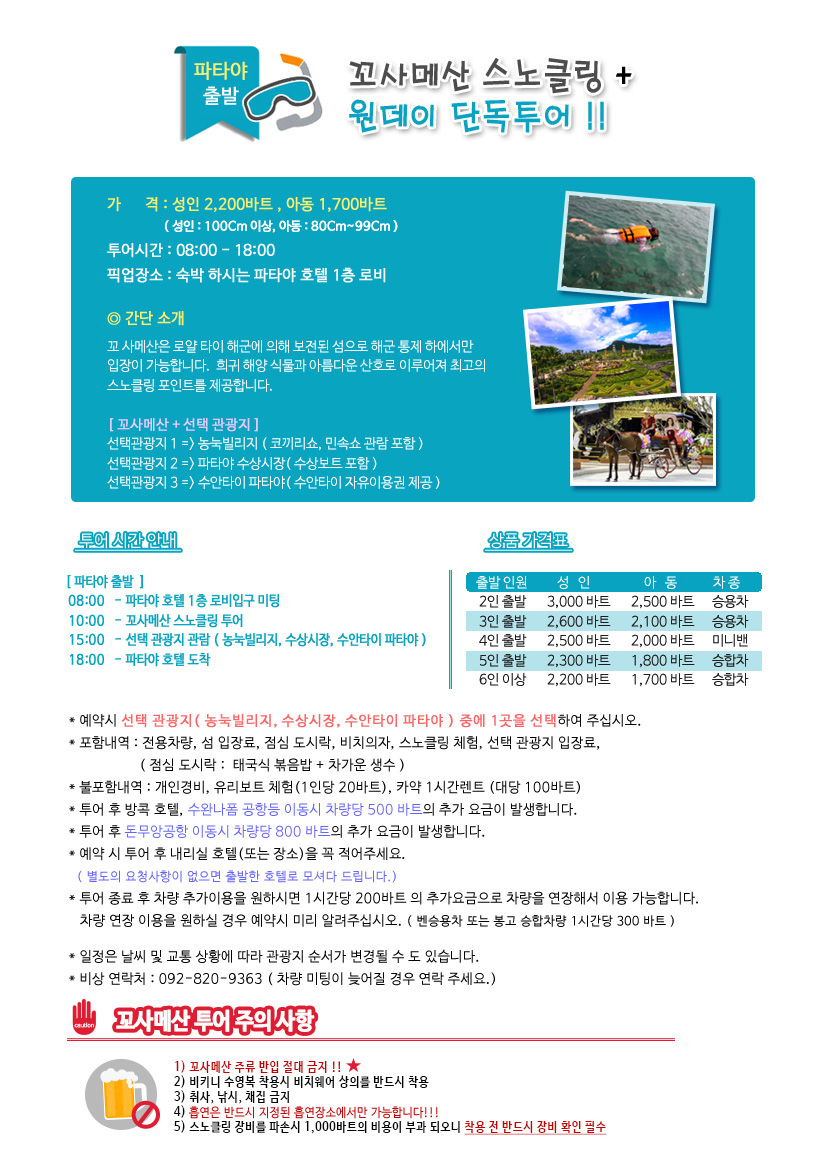 파타야
출발
꼬사메산 스노클링 +
원데이 단독투어 !!
가 격 : 성인 2,200바트 , 아동 1,700바트
( 성인 : 100Cm 이상, 아동 : 80Cm~99Cm )
투어시간 : 08:00 - 18:00
픽업장소 : 숙박 하시는 파타야 호텔 1층 로비
◎ 간단 소개
꼬 사메산은 로얄 타이 해군에 의해 보전된 섬으로 해군 통제 하에서만
입장이 가능합니다. 희귀 해양 식물과 아름다운 산호로 이루어져 최고의
스노클링 포인트를 제공합니다.
[ 꼬사메산 + 선택 관광지 ]
선택관광지 1 => 농눅빌리지 ( 코끼리쇼, 민속쇼 관람 포함 )
선택관광지 2 => 파타야 수상시장( 수상보트 포함 )
선택관광지 3 => 수안타이 파타야( 수안타이 자유이용권 제공 )
투어 시간 안내
[ 파타야 출발 ]
08:00 - 파타야 호텔 1층 로비입구 미팅
10:00 - 꼬사메산 스노클링 투어
15:00 - 선택 관광지 관람 ( 농눅빌리지, 수상시장, 수안타이 파타야 )
18:00 - 파타야 호텔 도착
상품 가격표
출발 인원 성 인 아 동 차 종
2인 출발 3,000 바트 2,500 바트 승용차
3인 출발 2,600 바트 2,100 바트 승용차
4인 출발 2,500 바트 2,000 바트 미니밴
5인 출발 2,300 바트 1,800 바트 승합차
6인 이상 2,200 바트 1,700 바트 승합차
* 예약시 선택 관광지( 농눅빌리지, 수상시장, 수안타이 파타야 ) 중에 1곳을 선택하여 주십시오.
* 포함내역 : 전용차량, 섬 입장료, 점심 도시락, 비치의자, 스노클링 체험, 선택 관광지 입장료,
( 점심 도시락 : 태국식 볶음밥 + 차가운 생수 )
* 불포함내역 : 개인경비, 유리보트 체험(1인당 20바트), 카약 1시간렌트 (대당 100바트)
* 투어 후 방콕 호텔, 수완나폼 공항등 이동시 차량당 500 바트의 추가 요금이 발생합니다.
* 투어 후 돈무앙공항 이동시 차량당 800 바트의 추가 요금이 발생합니다.
* 예약 시 투어 후 내리실 호텔(또는 장소)을 꼭 적어주세요.
( 별도의 요청사항이 없으면 출발한 호텔로 모셔다 드립니다.)
* 투어 종료 후 차량 추가이용을 원하시면 1시간당 200바트 의 추가요금으로 차량을 연장해서 이용 가능합니다.
차량 연장 이용을 원하실 경우 예약시 미리 알려주십시오. ( 벤승용차 또는 봉고 승합차량 1시간당 300 바트 )
* 일정은 날씨 및 교통 상황에 따라 관광지 순서가 변경될 수 도 있습니다.
* 비상 연락처 : 092-820-9363 ( 차량 미팅이 늦어질 경우 연락 주세요.)
caution
꼬사메산 투어 주의 사항
1) 꼬사메산 주류 반입 절대 금지 !! ★
2) 비키니 수영복 착용시 비치웨어 상의를 반드시 착용
3) 취사, 낚시, 채집 금지
4) 흡연은 반드시 지정된 흡연장소에서만 가능합니다!!!
5) 스노클링 장비를 파손시 1,000바트의 비용이 부과 되오니 착용 전 반드시 장비 확인 필수